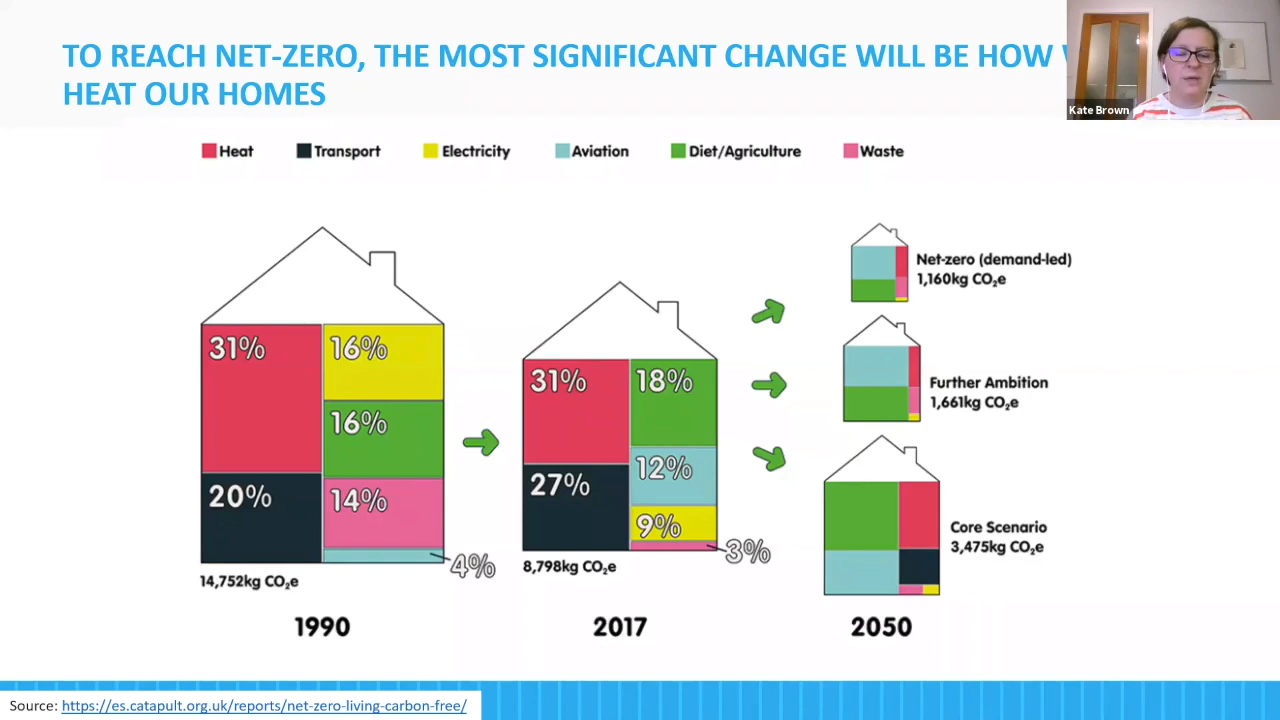 TO REACH NET-ZERO, THE MOST SIGNIFICANT CHANGE WILL BE HOW
HEAT OUR HOMES
Kate Brown
Heat
Transport
Electricity
Aviation
Diet/Agriculture
Waste
31%
16%
16%
20%
14%
4%
14,752kg CO₂e
1990
31%
18%
12%
27%
9%
3%
8,798kg CO₂e
2017
Net-zero (demand-led)
1,160kg CO₂e
Further Ambition
1,661kg CO₂e
Core Scenario
3,475kg CO₂e
2050
Source: https://es.catapult.org.uk/reports/net-zero-living-carbon-free/